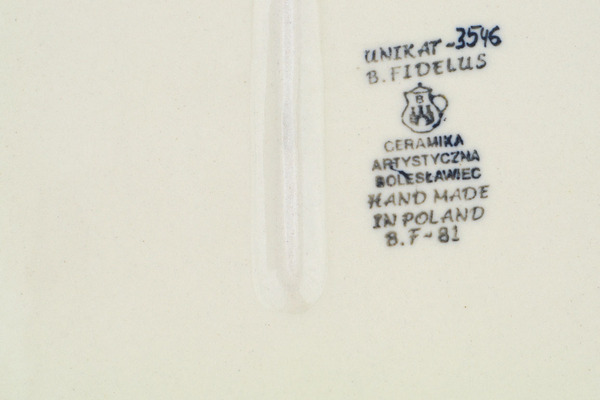 UNIKAT-3546
B. FIDELUS
B
CERAMIKA
ARTYSTYCZNA
BOLESŁAWIEC
HAND MADE
IN POLAND
B.F-81